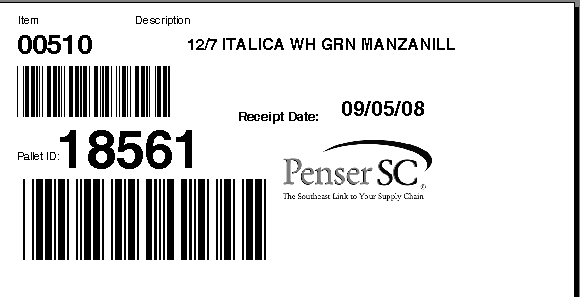 Item Description
00510 12/7 ITALICA WH GRN MANZANILL
Receipt Date: 09/05/08
Pallet ID: 18561
Penser SC®
The Southeast Link to Your Supply Chain